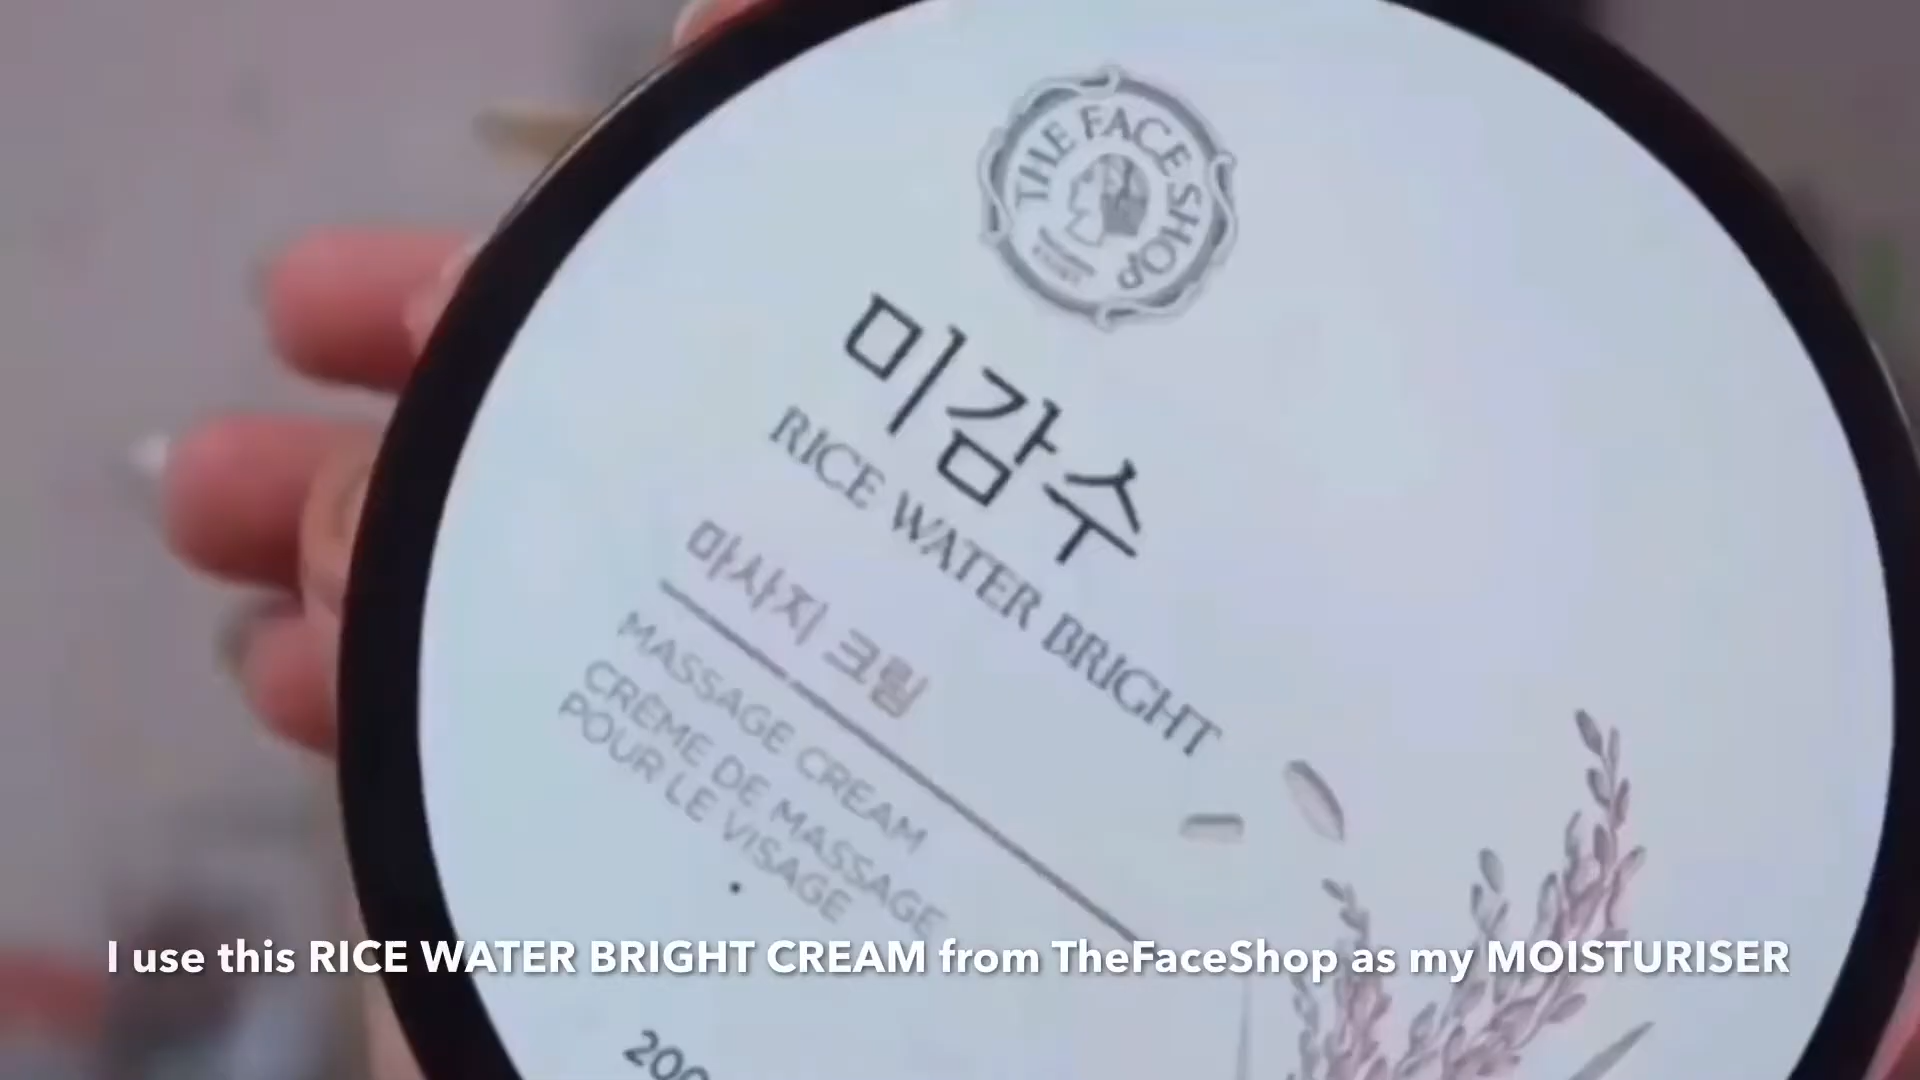 THE FACE SHOP
미감수
RICE WATER BRIGHT
마사지 크림
MASSAGE CREAM
CRÈME DE MASSAGE
POUR LE VISAGE
I use this RICE WATER BRIGHT CREAM from TheFaceShop as my MOISTURISER